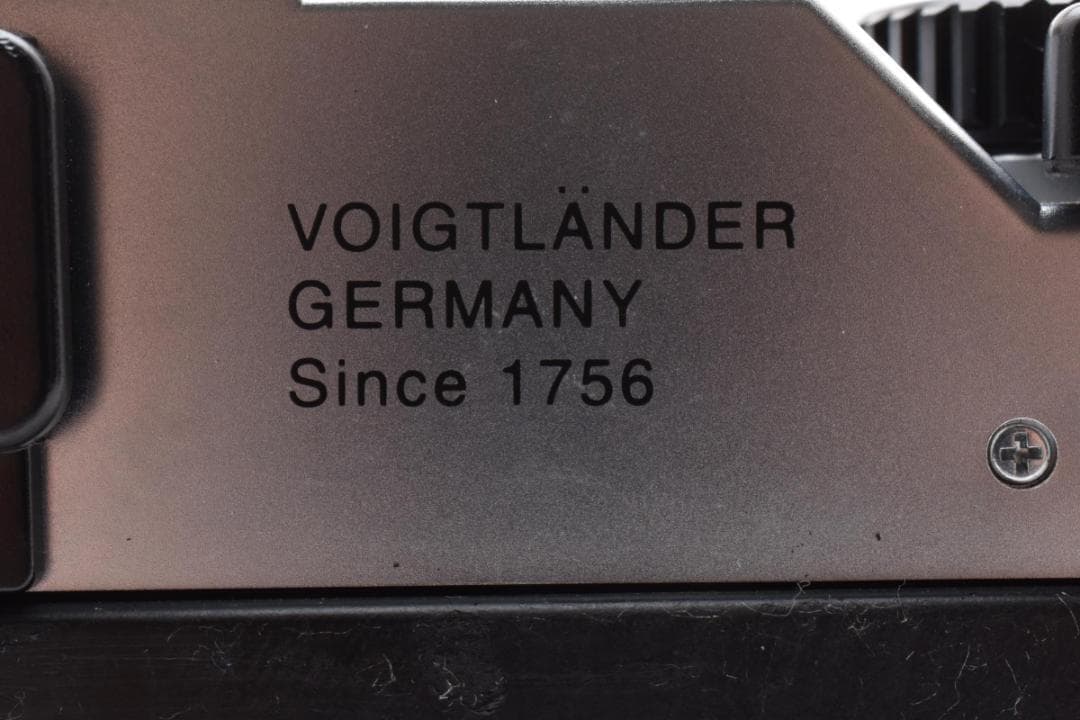 VOIGTLÄNDER
GERMANY
Since 1756